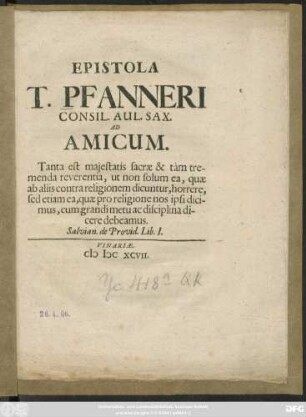 EPISTOLA
T. PFANNERI
CONSIL. AUL. SAX.
AD
AMICUM.
Tanta est majestatis sacræ & tàm tre-
menda reverentia, ut non solum ea, quæ
ab aliis contra religionem dicuntur, horrere,
sed etiam ea, quæ pro religione nos ipsi dici-
mus, cum grandi metu ac disciplina di-
cere debeamus.
Salvian. de Provid. Lib. I.
VINARIÆ.
cIɔ Iɔc XCVII.